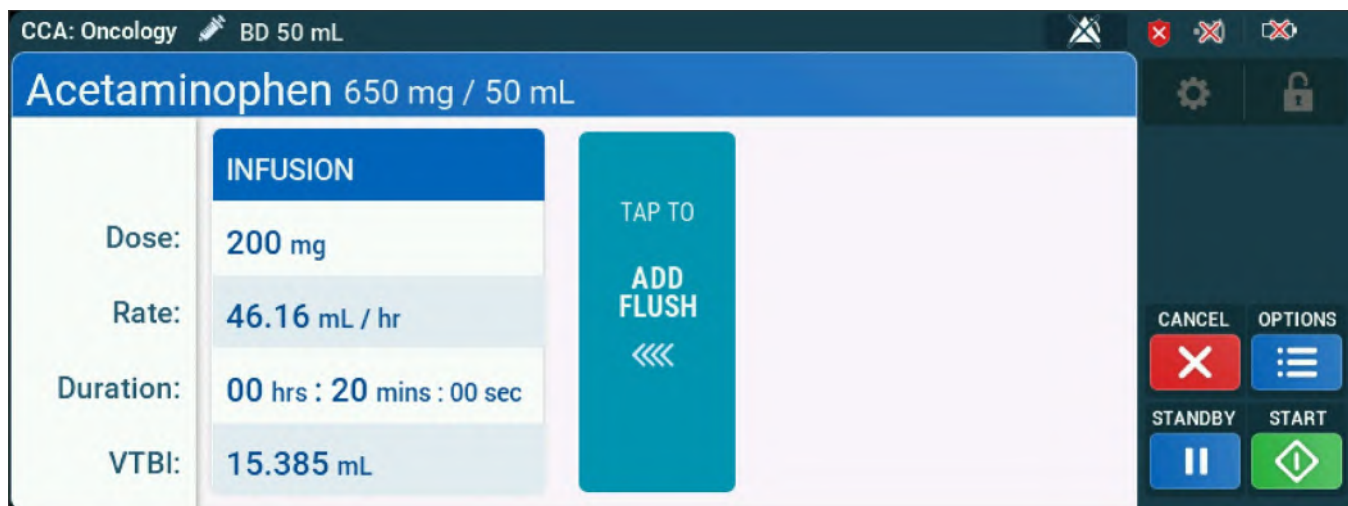 CCA: Oncology BD 50 mL
Acetaminophen 650 mg / 50 mL
INFUSION
Dose: 200 mg
Rate: 46.16 mL / hr
Duration: 00 hrs : 20 mins : 00 sec
VTBI: 15.385 mL
TAP TO
ADD
FLUSH
CANCEL OPTIONS
STANDBY START